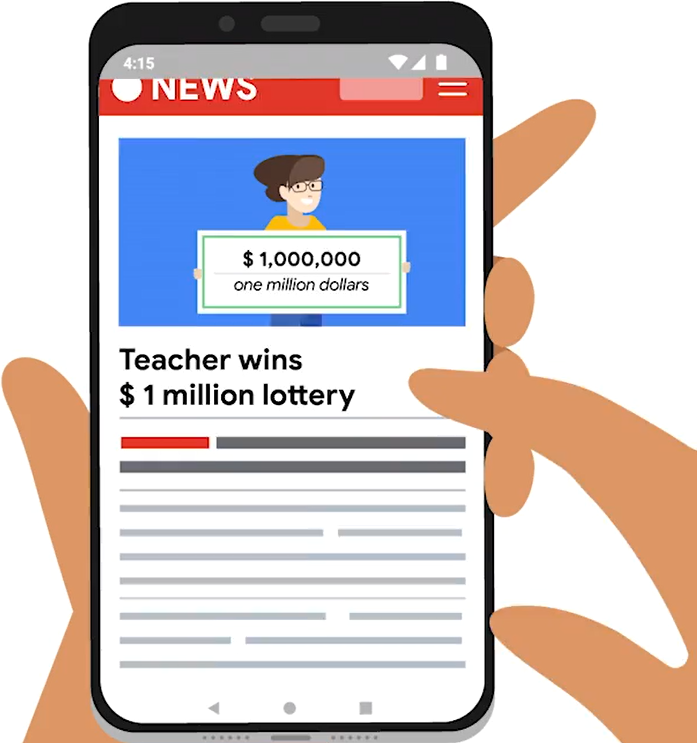 4:15
NEWS
$ 1,000,000
one million dollars
Teacher wins
$ 1 million lottery